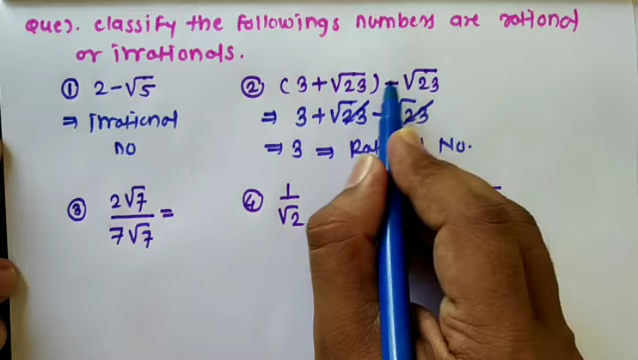 Ques. classify the followings numbers are rational
or irrationals.
① 2-√5
⇒ irrational
no
② (3+√23)-√23
⇒ 3+√23-√23
⇒ 3 ⇒ No.
③ 2√7/7√7 =
④ 1/√2